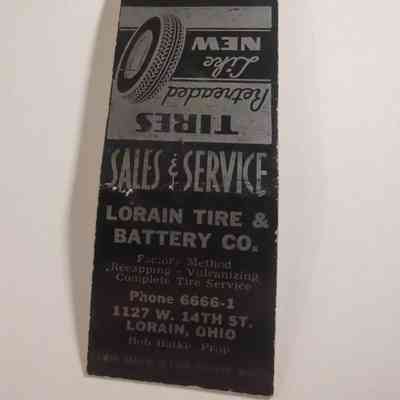 TIRES
Retreaded
Like
NEW
SALES & SERVICE
LORAIN TIRE &
BATTERY CO.
Factory Method
Recapping - Vulcanizing
Complete Tire Service
Phone 6666-1
1127 W. 14TH ST.
LORAIN, OHIO
Bob Prop